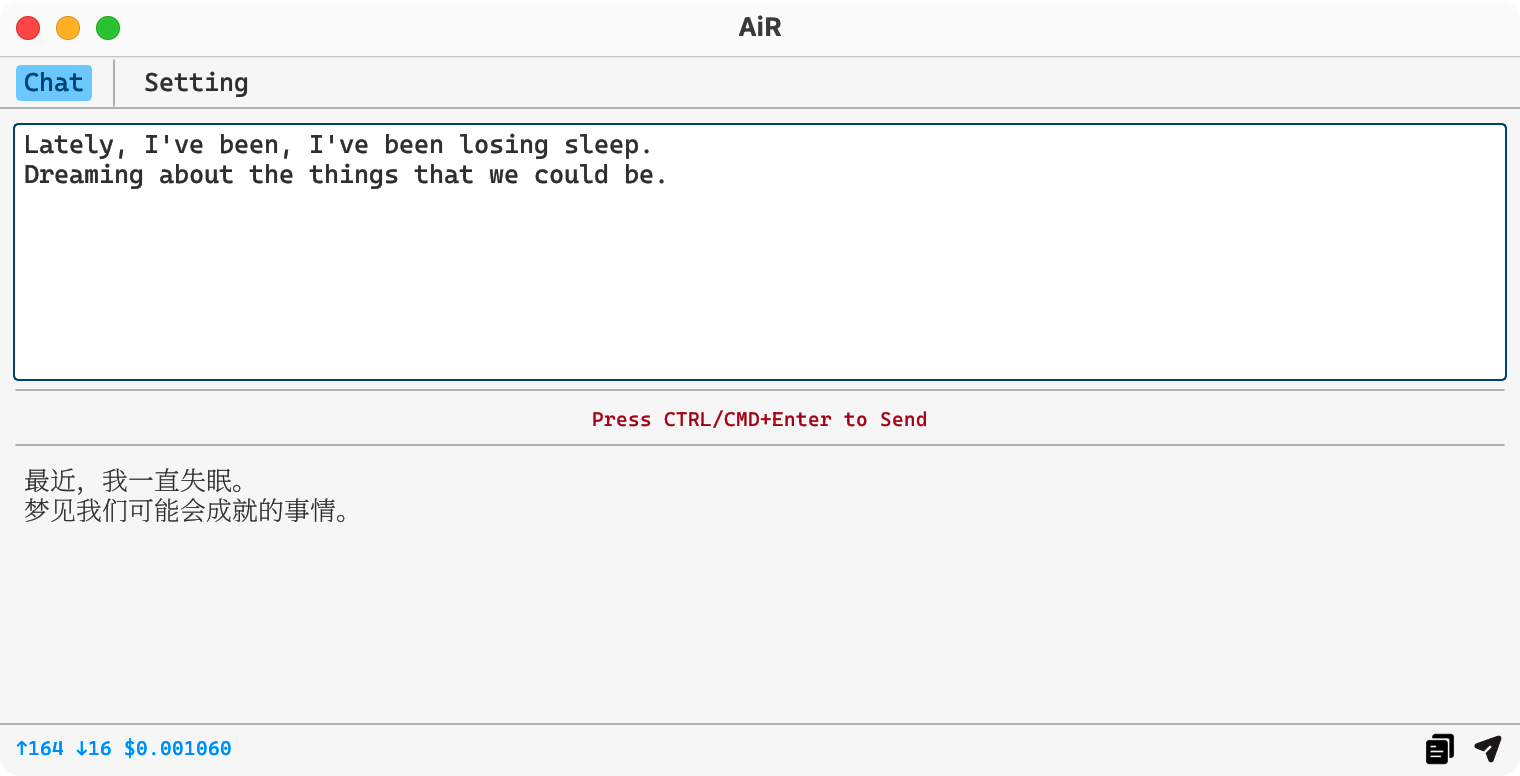 AiR
Chat
Setting
Lately, I've been, I've been losing sleep.
Dreaming about the things that we could be.
Press CTRL/CMD+Enter to Send
最近，我一直失眠。
梦见我们可能会成就的事情。
↑164 ↓16 $0.001060